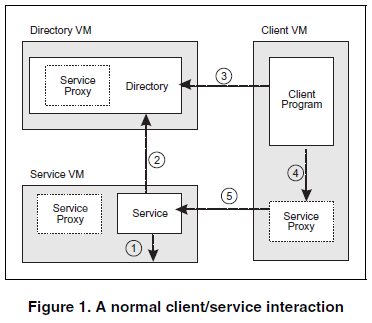 Directory VM
Client VM
Service
Proxy
Directory
3
Client
Program
2
4
Service VM
5
Service
Proxy
Service
Service
Proxy
1
Figure 1. A normal client/service interaction